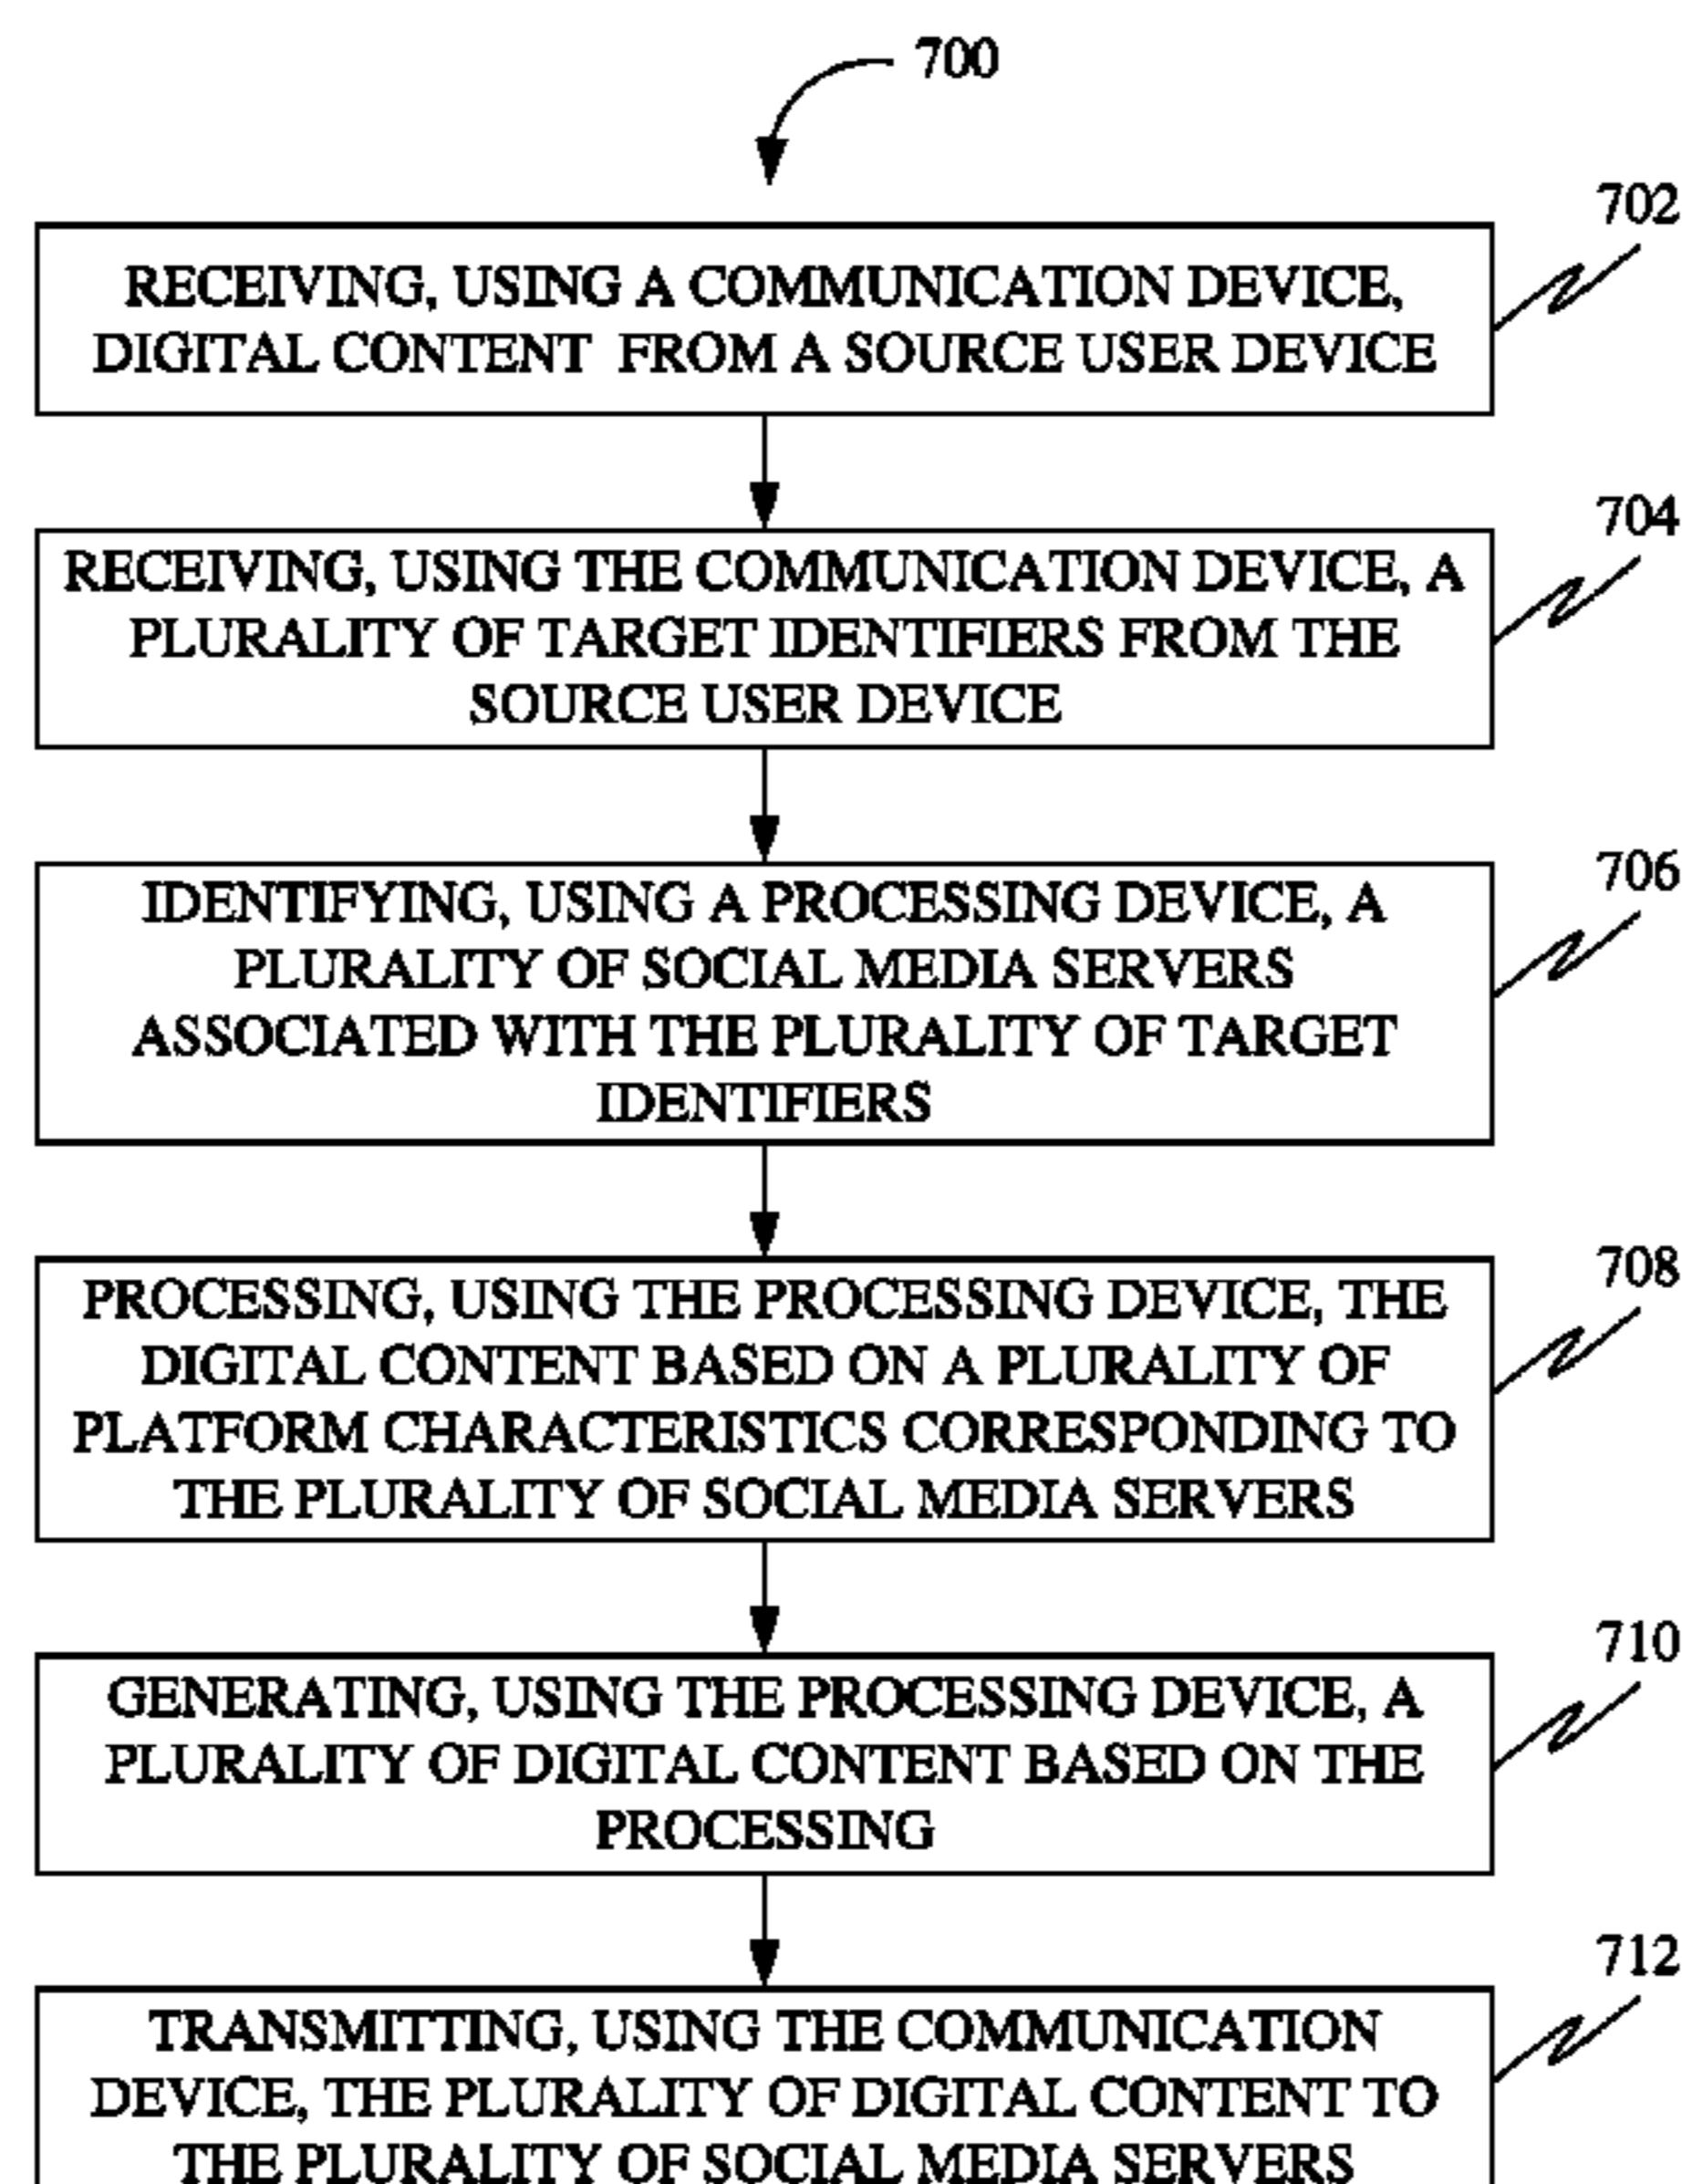 700
702
RECEIVING, USING A COMMUNICATION DEVICE,
DIGITAL CONTENT FROM A SOURCE USER DEVICE
704
RECEIVING, USING THE COMMUNICATION DEVICE, A
PLURALITY OF TARGET IDENTIFIERS FROM THE
SOURCE USER DEVICE
706
IDENTIFYING, USING A PROCESSING DEVICE, A
PLURALITY OF SOCIAL MEDIA SERVERS
ASSOCIATED WITH THE PLURALITY OF TARGET
IDENTIFIERS
708
PROCESSING, USING THE PROCESSING DEVICE, THE
DIGITAL CONTENT BASED ON A PLURALITY OF
PLATFORM CHARACTERISTICS CORRESPONDING TO
THE PLURALITY OF SOCIAL MEDIA SERVERS
710
GENERATING, USING THE PROCESSING DEVICE, A
PLURALITY OF DIGITAL CONTENT BASED ON THE
PROCESSING
712
TRANSMITTING, USING THE COMMUNICATION
DEVICE, THE PLURALITY OF DIGITAL CONTENT TO
THE PLURALITY OF SOCIAL MEDIA SERVERS